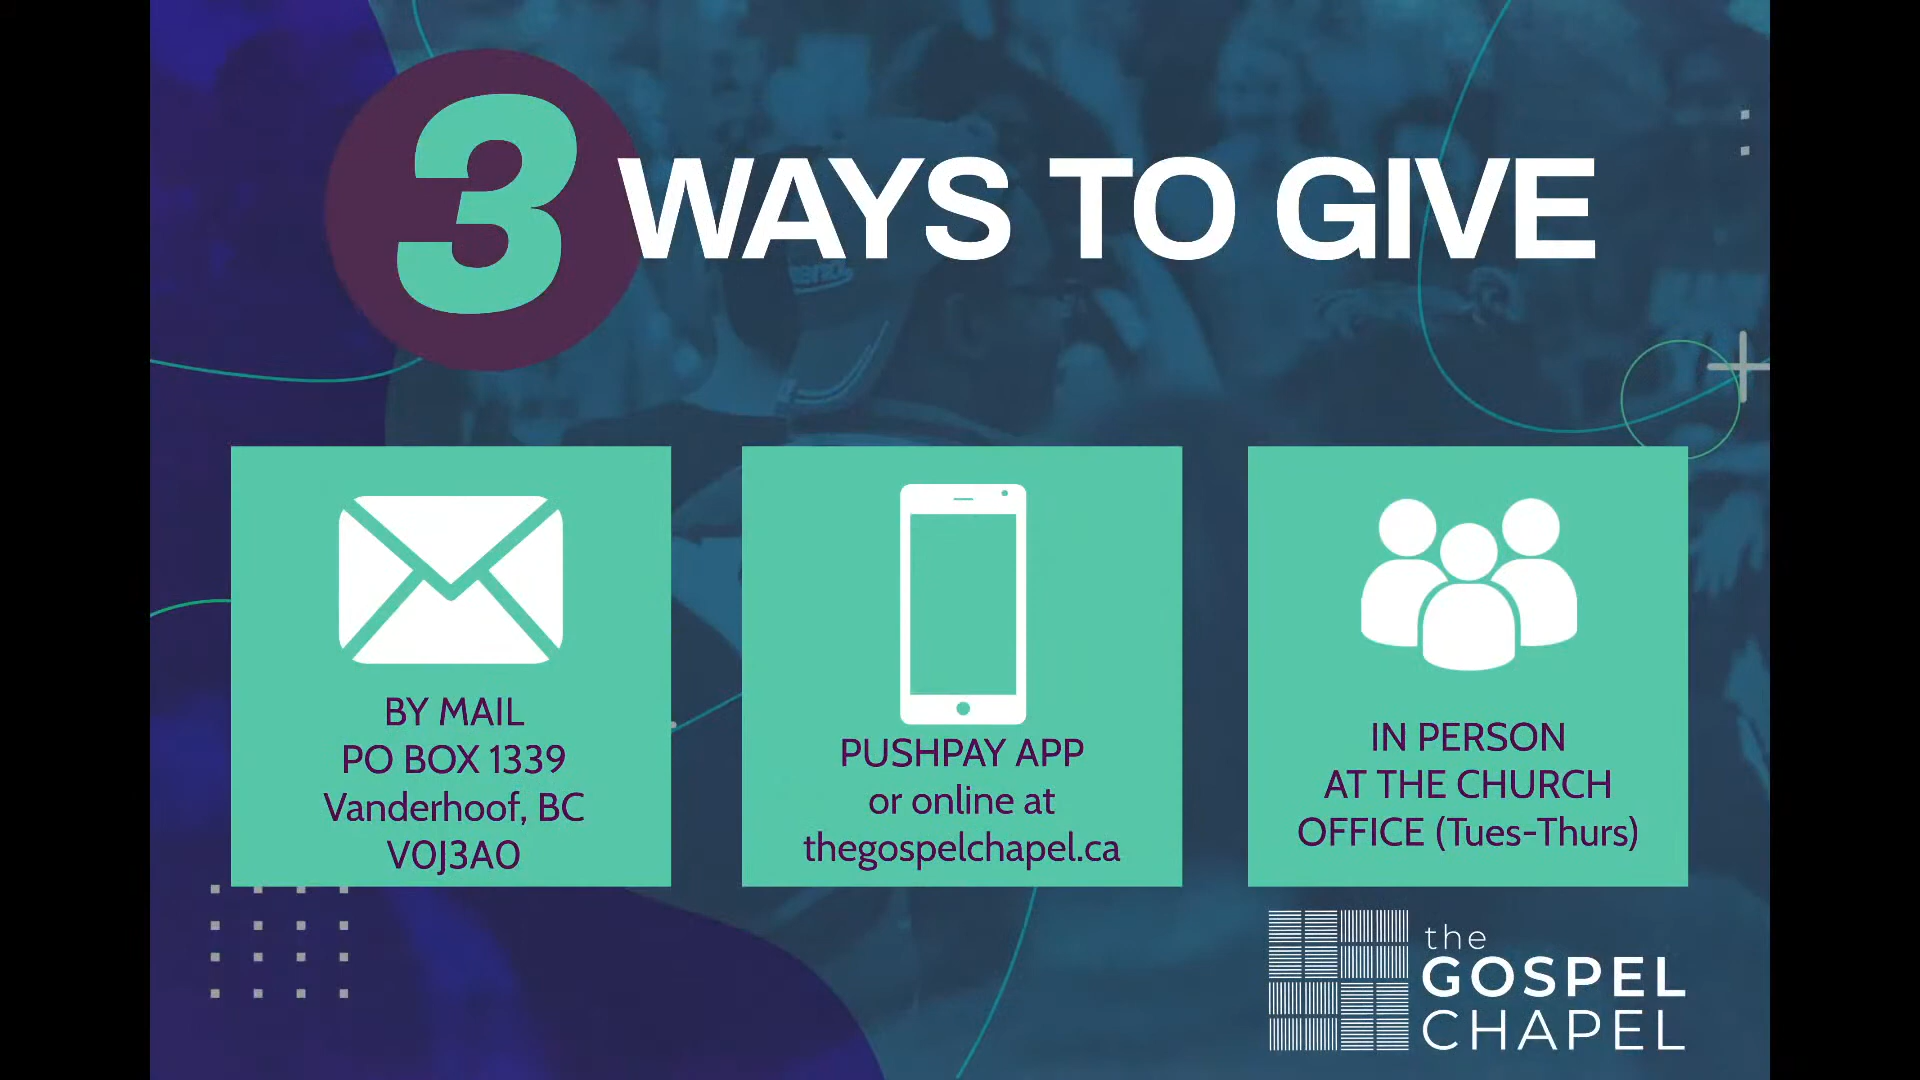 3 WAYS TO GIVE
BY MAIL
PO BOX 1339
Vanderhoof, BC
V0J3A0
PUSHPAY APP
or online at
thegospelchapel.ca
IN PERSON
AT THE CHURCH
OFFICE (Tues-Thurs)
the
GOSPEL
CHAPEL